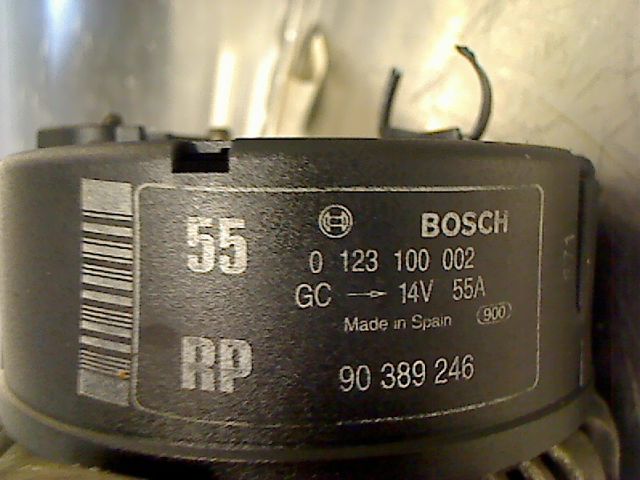 55
BOSCH
0 123 100 002
GC → 14V 55A
Made in Spain 900
RP
90 389 246